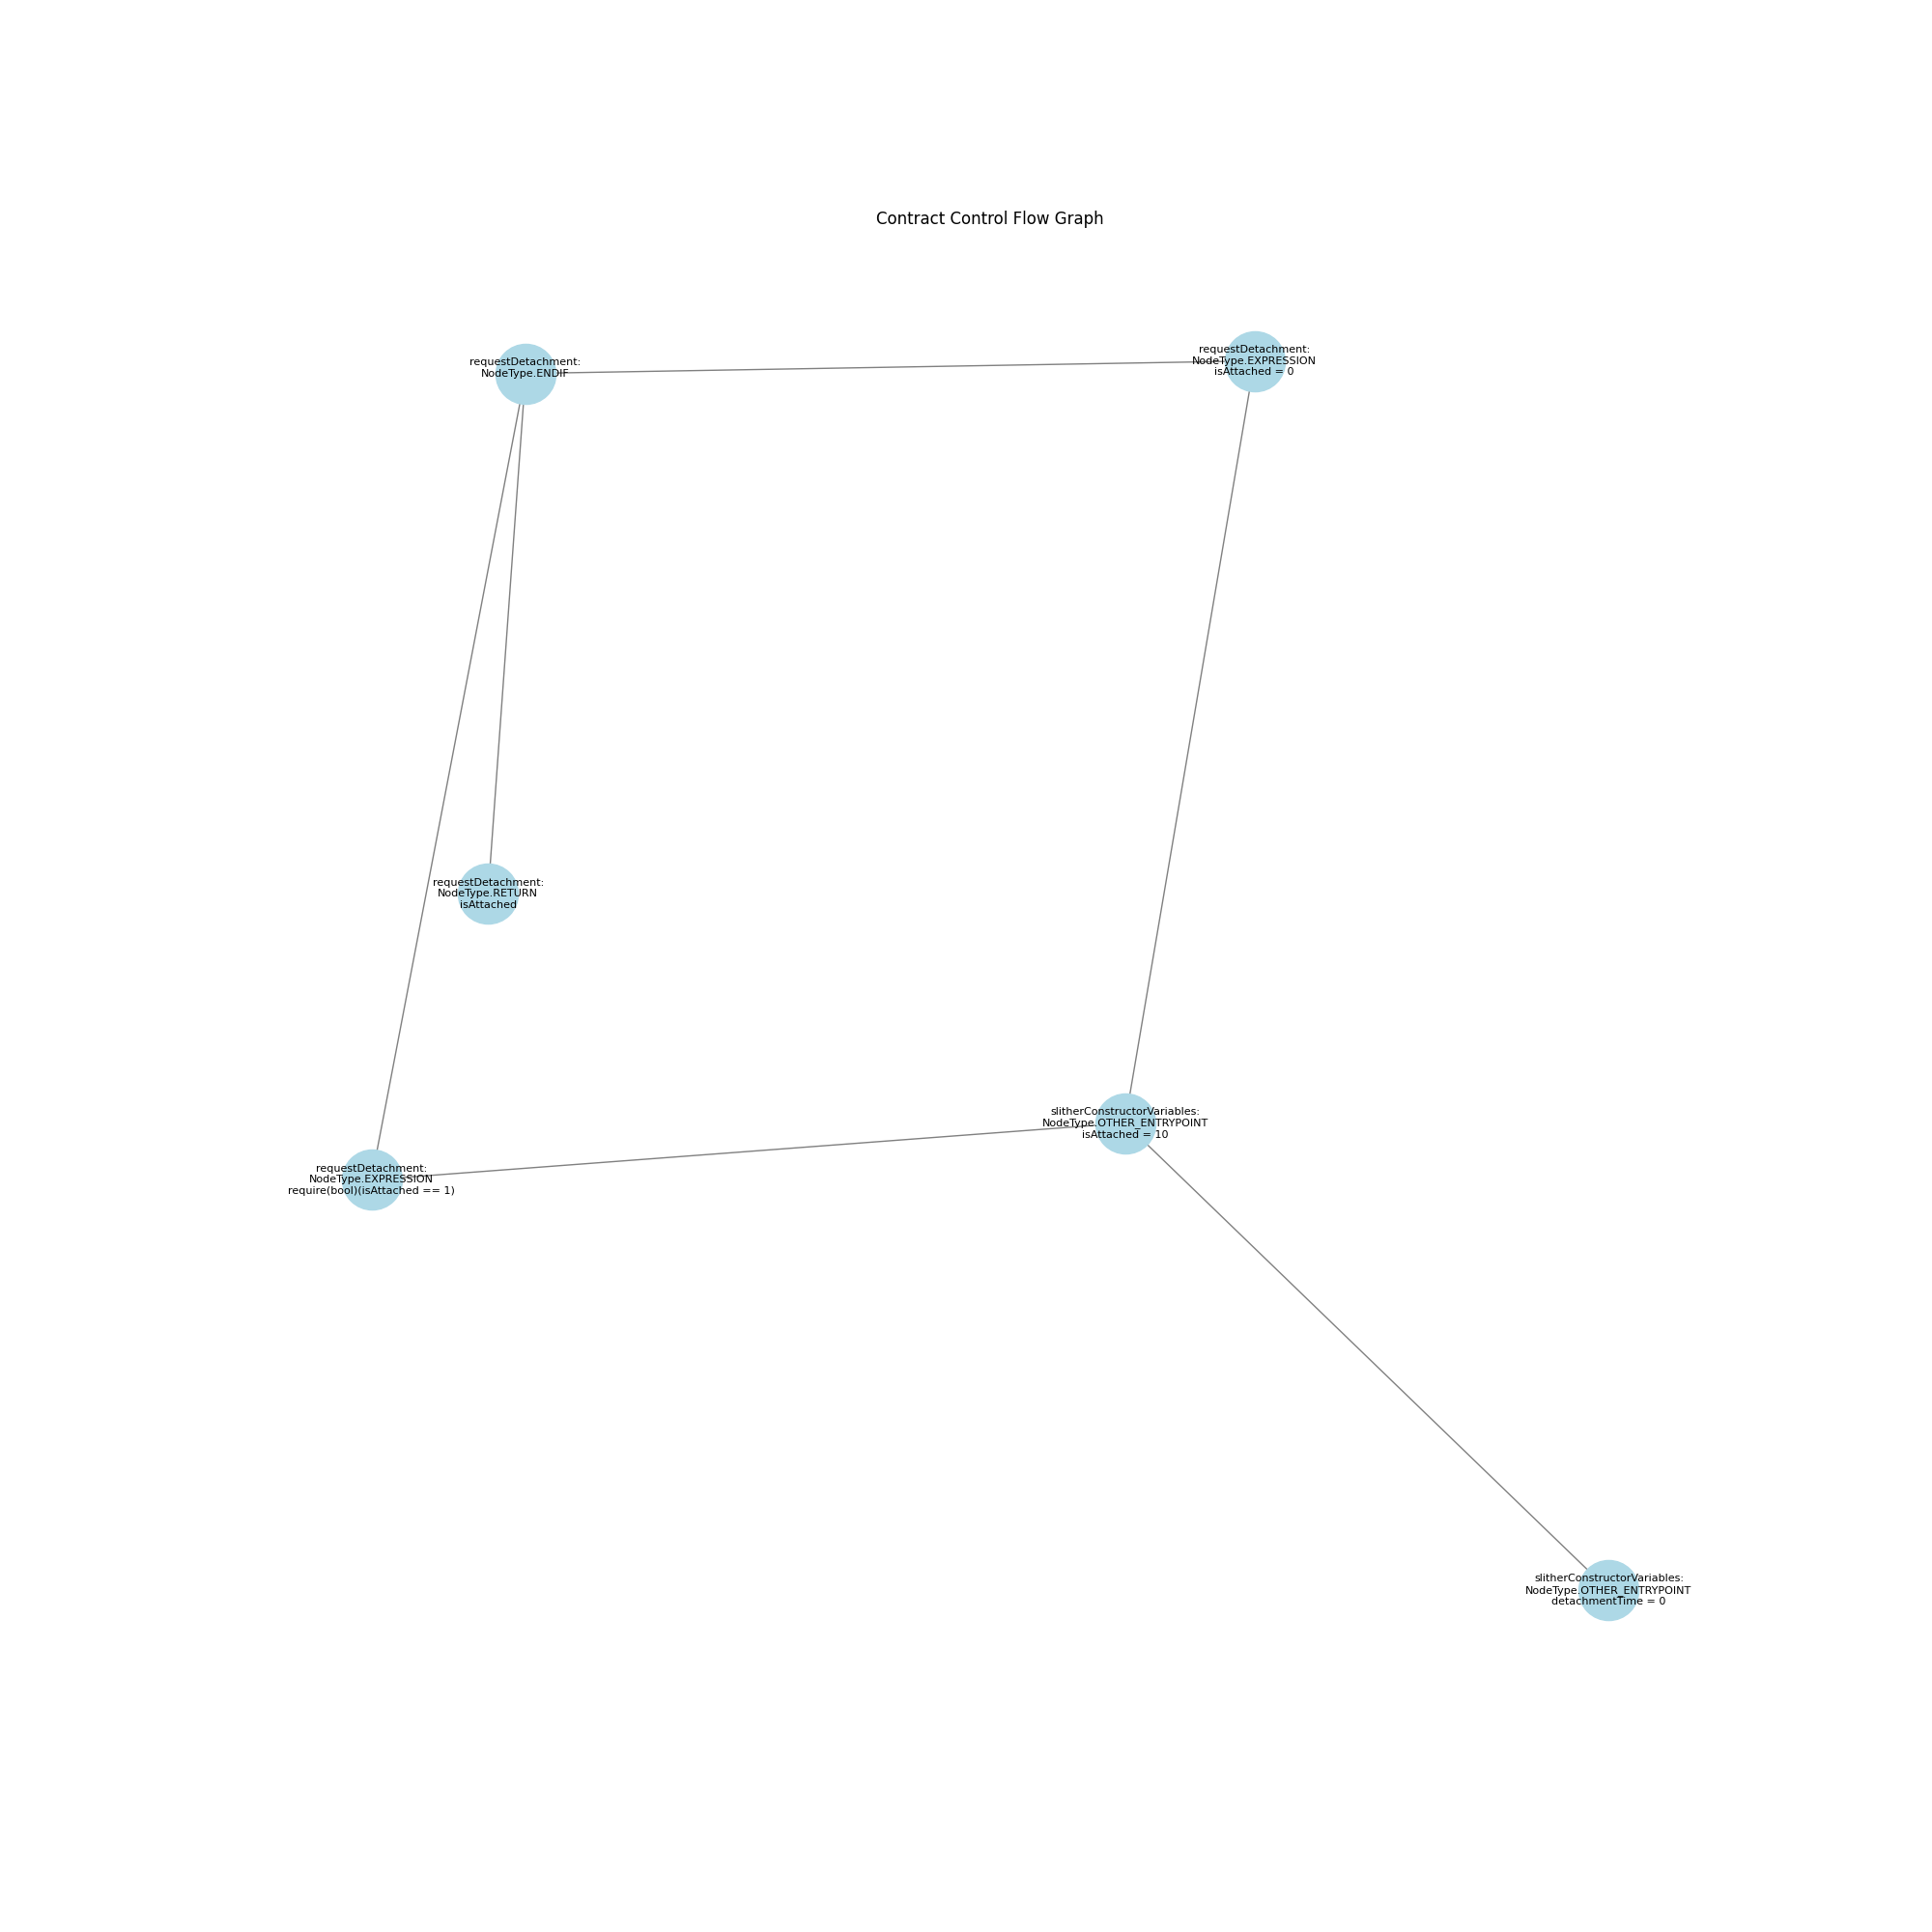 Contract Control Flow Graph
requestDetachment:
NodeType.ENDIF
requestDetachment:
NodeType.EXPRESSION
isAttached = 0
requestDetachment:
NodeType.RETURN
isAttached
slitherConstructorVariables:
NodeType.OTHER_ENTRYPOINT
isAttached = 10
requestDetachment:
NodeType.EXPRESSION
require(bool)(isAttached == 1)
slitherConstructorVariables:
NodeType.OTHER_ENTRYPOINT
detachmentTime = 0